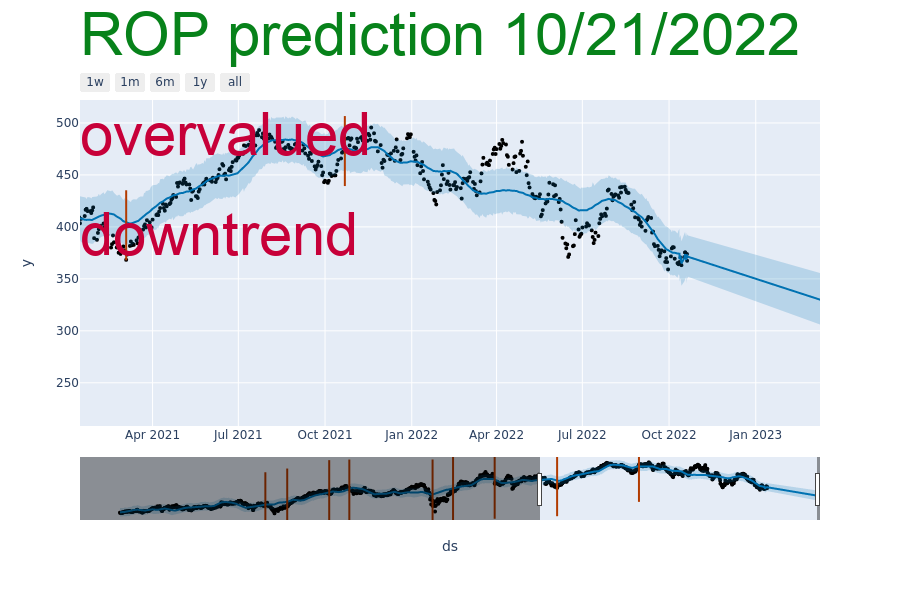 ROP prediction 10/21/2022
1w 1m 6m 1y all
overvalued
downtrend
500
450
400
350
300
250
y
Apr 2021 Jul 2021 Oct 2021 Jan 2022 Apr 2022 Jul 2022 Oct 2022 Jan 2023
ds